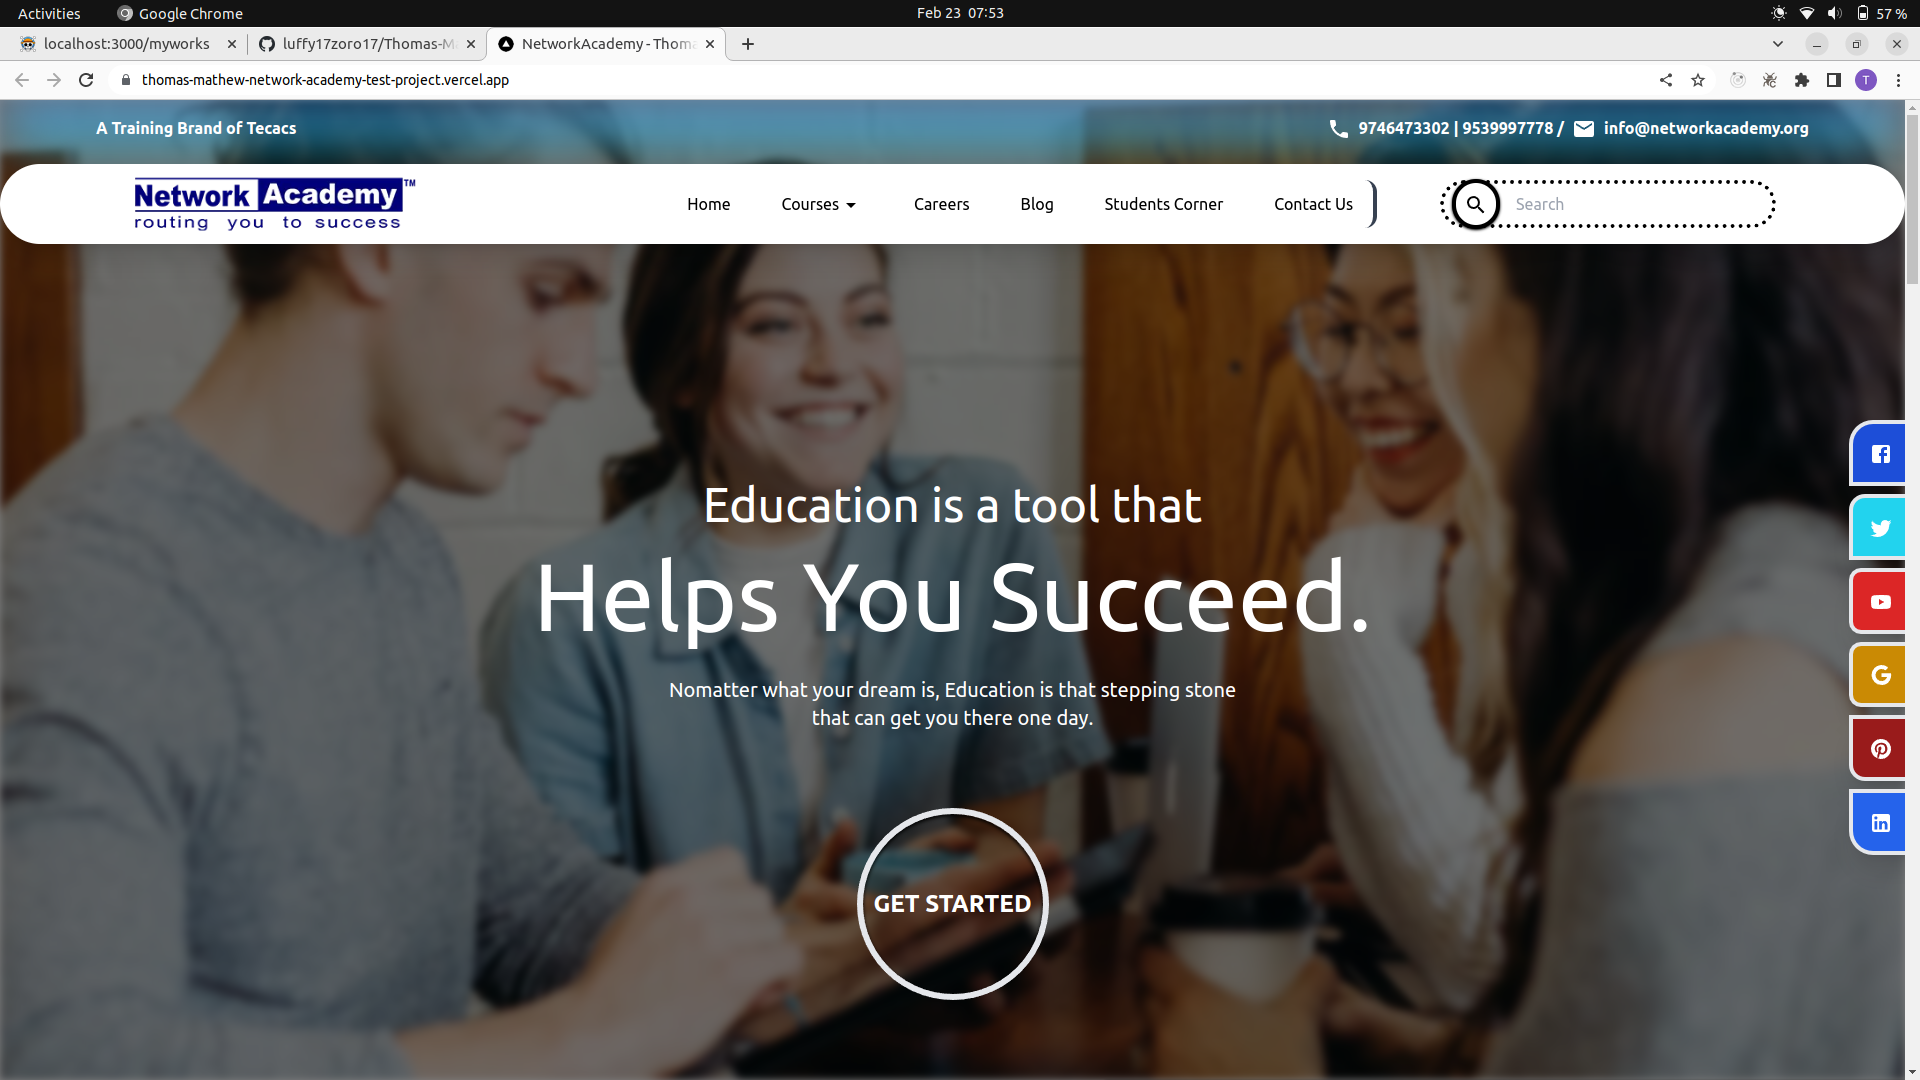 Activities
Google Chrome
Feb 23 07:53
57 %
localhost:3000/myworks
luffy17zoro17/Thomas-M
NetworkAcademy - Thom
thomas-mathew-network-academy-test-project.vercel.app
T
A Training Brand of Tecacs
9746473302 | 9539997778 /
info@networkacademy.org
Network Academy TM
routing you to success
Home
Courses
Careers
Blog
Students Corner
Contact Us
Search
Education is a tool that
Helps You Succeed.
Nomatter what your dream is, Education is that stepping stone
that can get you there one day.
GET STARTED